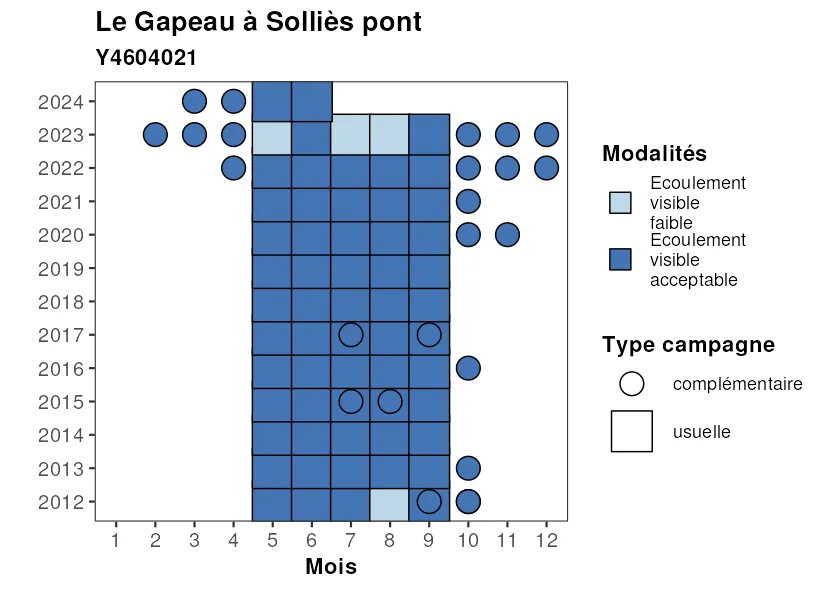 Le Gapeau à Solliès pont
Y4604021
2024
2023
2022
2021
2020
2019
2018
2017
2016
2015
2014
2013
2012
1 2 3 4 5 6 7 8 9 10 11 12
Mois
Modalités
Ecoulement
visible
faible
Ecoulement
visible
acceptable
Type campagne
complémentaire
usuelle